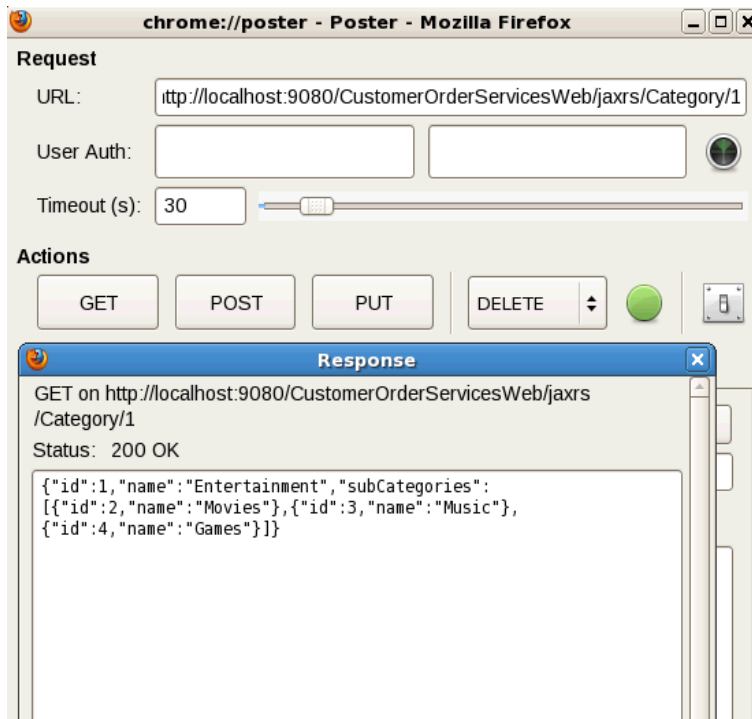 chrome://poster - Poster - Mozilla Firefox
Request
URL: ttp://localhost:9080/CustomerOrderServicesWeb/jaxrs/Category/1
User Auth:
Timeout (s): 30
Actions
GET POST PUT DELETE
Response
GET on http://localhost:9080/CustomerOrderServicesWeb/jaxrs
/Category/1
Status: 200 OK
{"id":1,"name":"Entertainment","subCategories":
[{"id":2,"name":"Movies"},{"id":3,"name":"Music"},
{"id":4,"name":"Games"}]}